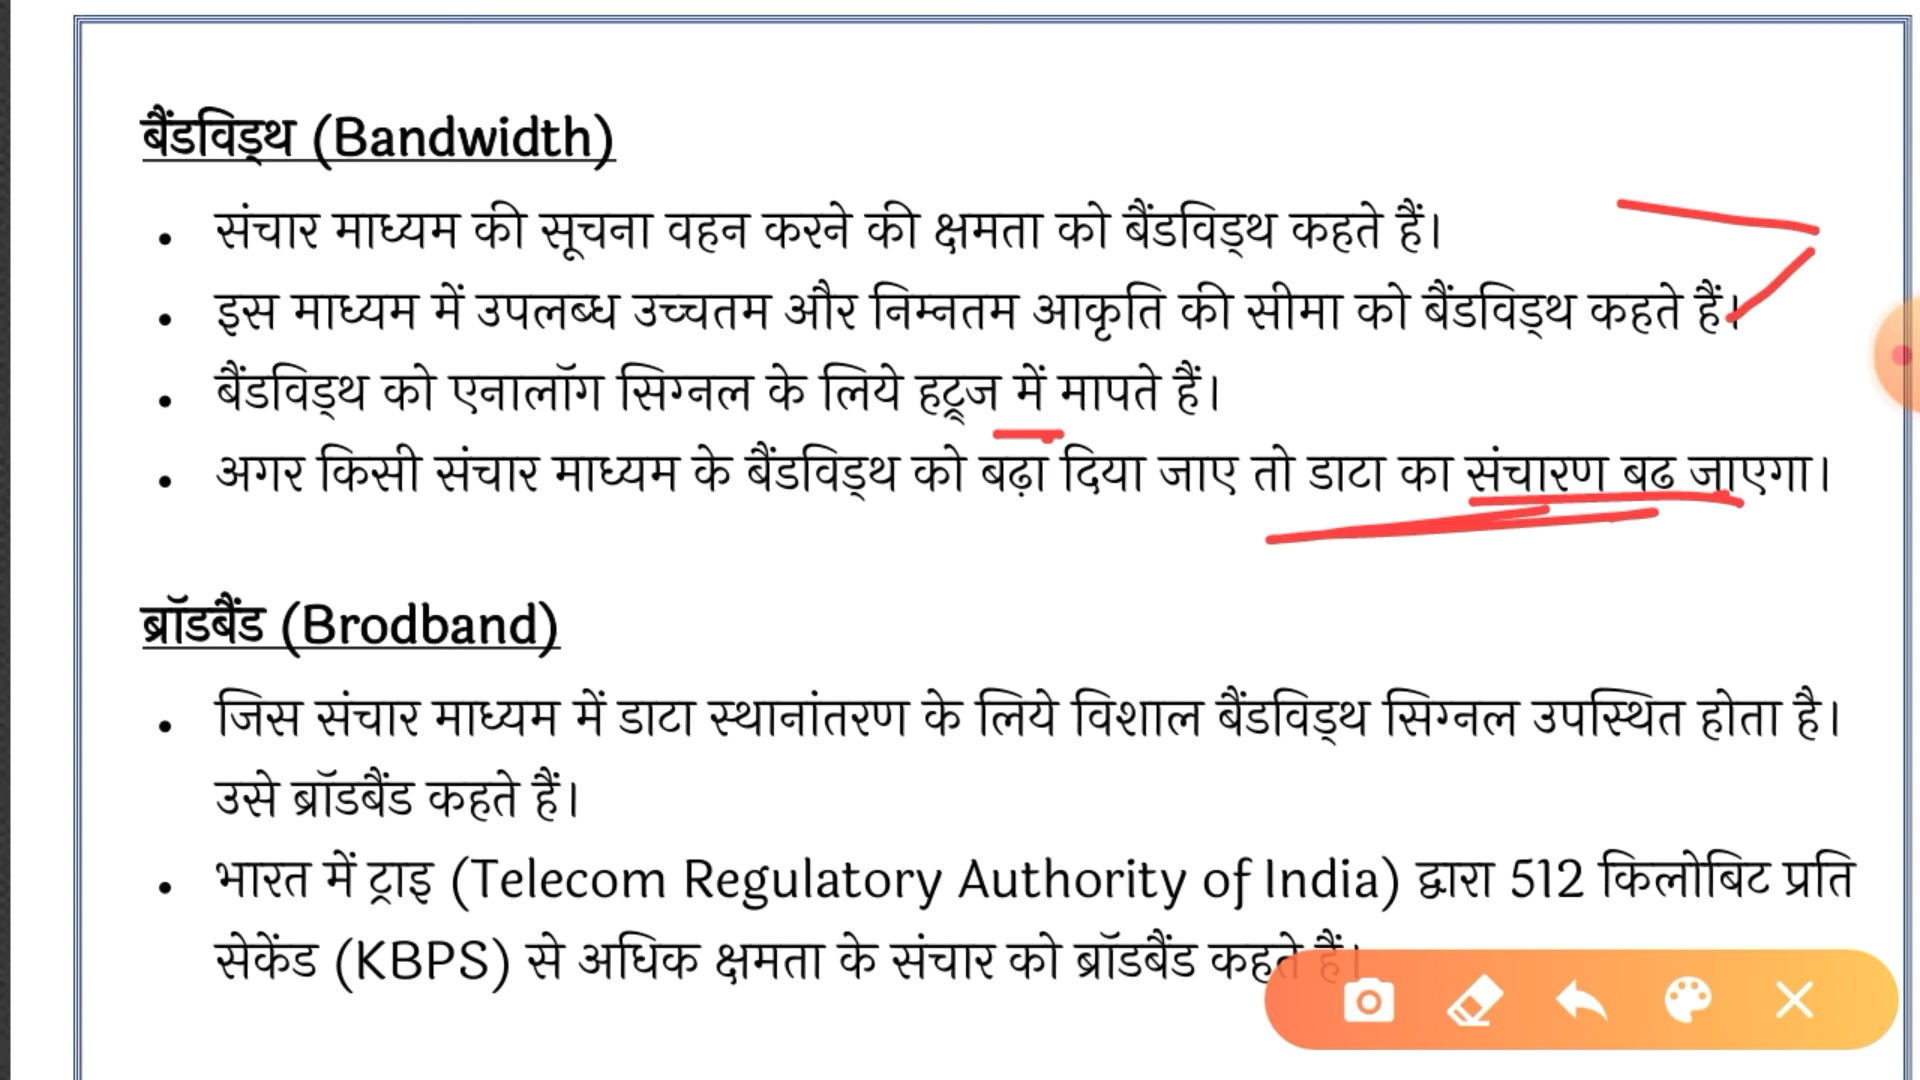 बैंडविड्थ (Bandwidth)
• संचार माध्यम की सूचना वहन करने की क्षमता को बैंडविड्थ कहते हैं।
• इस माध्यम में उपलब्ध उच्चतम और निम्नतम आकृति की सीमा को बैंडविड्थ कहते हैं।
• बैंडविड्थ को एनालॉग सिग्नल के लिये हट्र्ज में मापते हैं।
• अगर किसी संचार माध्यम के बैंडविड्थ को बढ़ा दिया जाए तो डाटा का संचारण बढ जाएगा।
ब्रॉडबैंड (Brodband)
• जिस संचार माध्यम में डाटा स्थानांतरण के लिये विशाल बैंडविड्थ सिग्नल उपस्थित होता है।
उसे ब्रॉडबैंड कहते हैं।
• भारत में ट्राइ (Telecom Regulatory Authority of India) द्वारा 512 किलोबिट प्रति
सेकेंड (KBPS) से अधिक क्षमता के संचार को ब्रॉडबैंड कहते हैं।